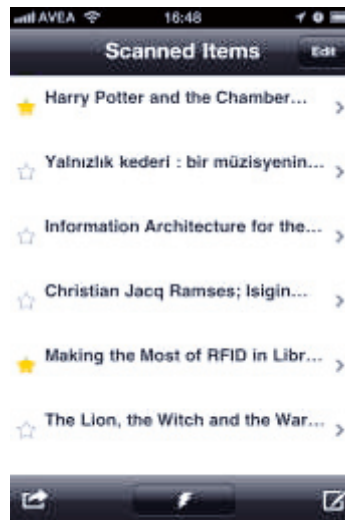 AVEA 16:48
Scanned Items Edit
Harry Potter and the Chamber...
Yalnızlık kederi : bir müzisyenin...
Information Architecture for the...
Christian Jacq Ramses; Isigin...
Making the Most of RFID in Libr...
The Lion, the Witch and the War...